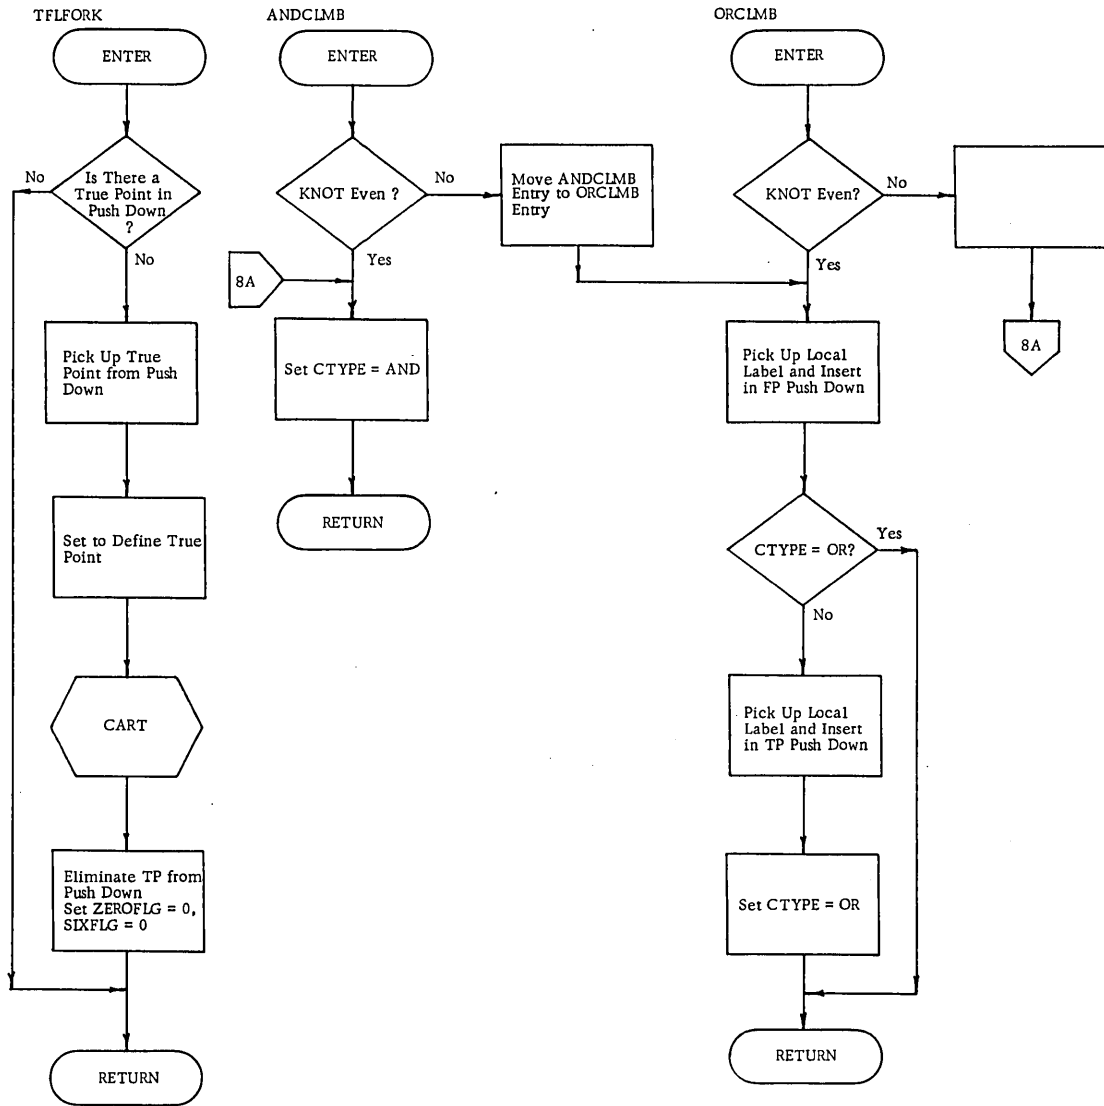 TFLFORK
ENTER
No
Is There a
True Point in
Push Down
?
No
Pick Up True
Point from Push
Down
Set to Define True
Point
CART
Eliminate TP from
Push Down
Set ZEROFLG = 0,
SIXFLG = 0
RETURN
ANDCLMB
ENTER
KNOT Even ?
No
Move ANDCLMB
Entry to ORCLMB
Entry
Yes
8A
Set CTYPE = AND
RETURN
ORCLMB
ENTER
KNOT Even?
No
Yes
8A
Pick Up Local
Label and Insert
in FP Push Down
CTYPE = OR?
Yes
No
Pick Up Local
Label and Insert
in TP Push Down
Set CTYPE = OR
RETURN